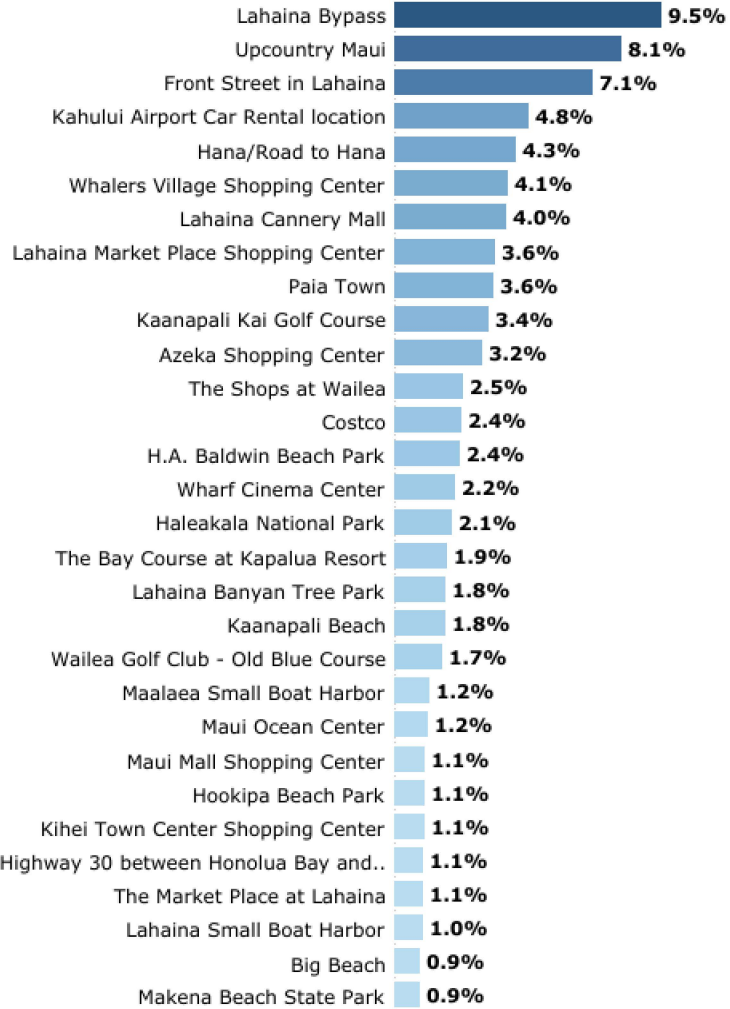 Lahaina Bypass 9.5%
Upcountry Maui 8.1%
Front Street in Lahaina 7.1%
Kahului Airport Car Rental location 4.8%
Hana/Road to Hana 4.3%
Whalers Village Shopping Center 4.1%
Lahaina Cannery Mall 4.0%
Lahaina Market Place Shopping Center 3.6%
Paia Town 3.6%
Kaanapali Kai Golf Course 3.4%
Azeka Shopping Center 3.2%
The Shops at Wailea 2.5%
Costco 2.4%
H.A. Baldwin Beach Park 2.4%
Wharf Cinema Center 2.2%
Haleakala National Park 2.1%
The Bay Course at Kapalua Resort 1.9%
Lahaina Banyan Tree Park 1.8%
Kaanapali Beach 1.8%
Wailea Golf Club - Old Blue Course 1.7%
Maalaea Small Boat Harbor 1.2%
Maui Ocean Center 1.2%
Maui Mall Shopping Center 1.1%
Hookipa Beach Park 1.1%
Kihei Town Center Shopping Center 1.1%
Highway 30 between Honolua Bay and.. 1.1%
The Market Place at Lahaina 1.1%
Lahaina Small Boat Harbor 1.0%
Big Beach 0.9%
Makena Beach State Park 0.9%